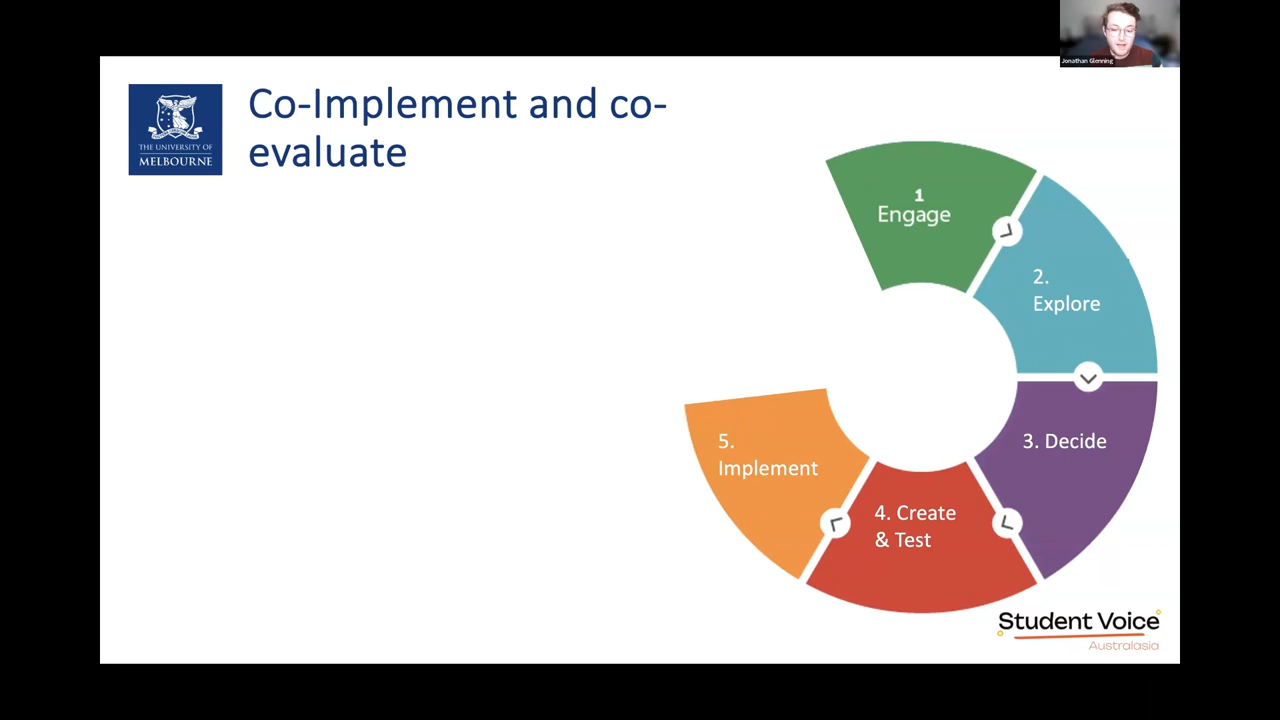 Jonathan Glenning
THE UNIVERSITY OF
MELBOURNE
Co-Implement and co-
evaluate
1
Engage
2.
Explore
3. Decide
4. Create
& Test
5.
Implement
Student Voice
Australasia